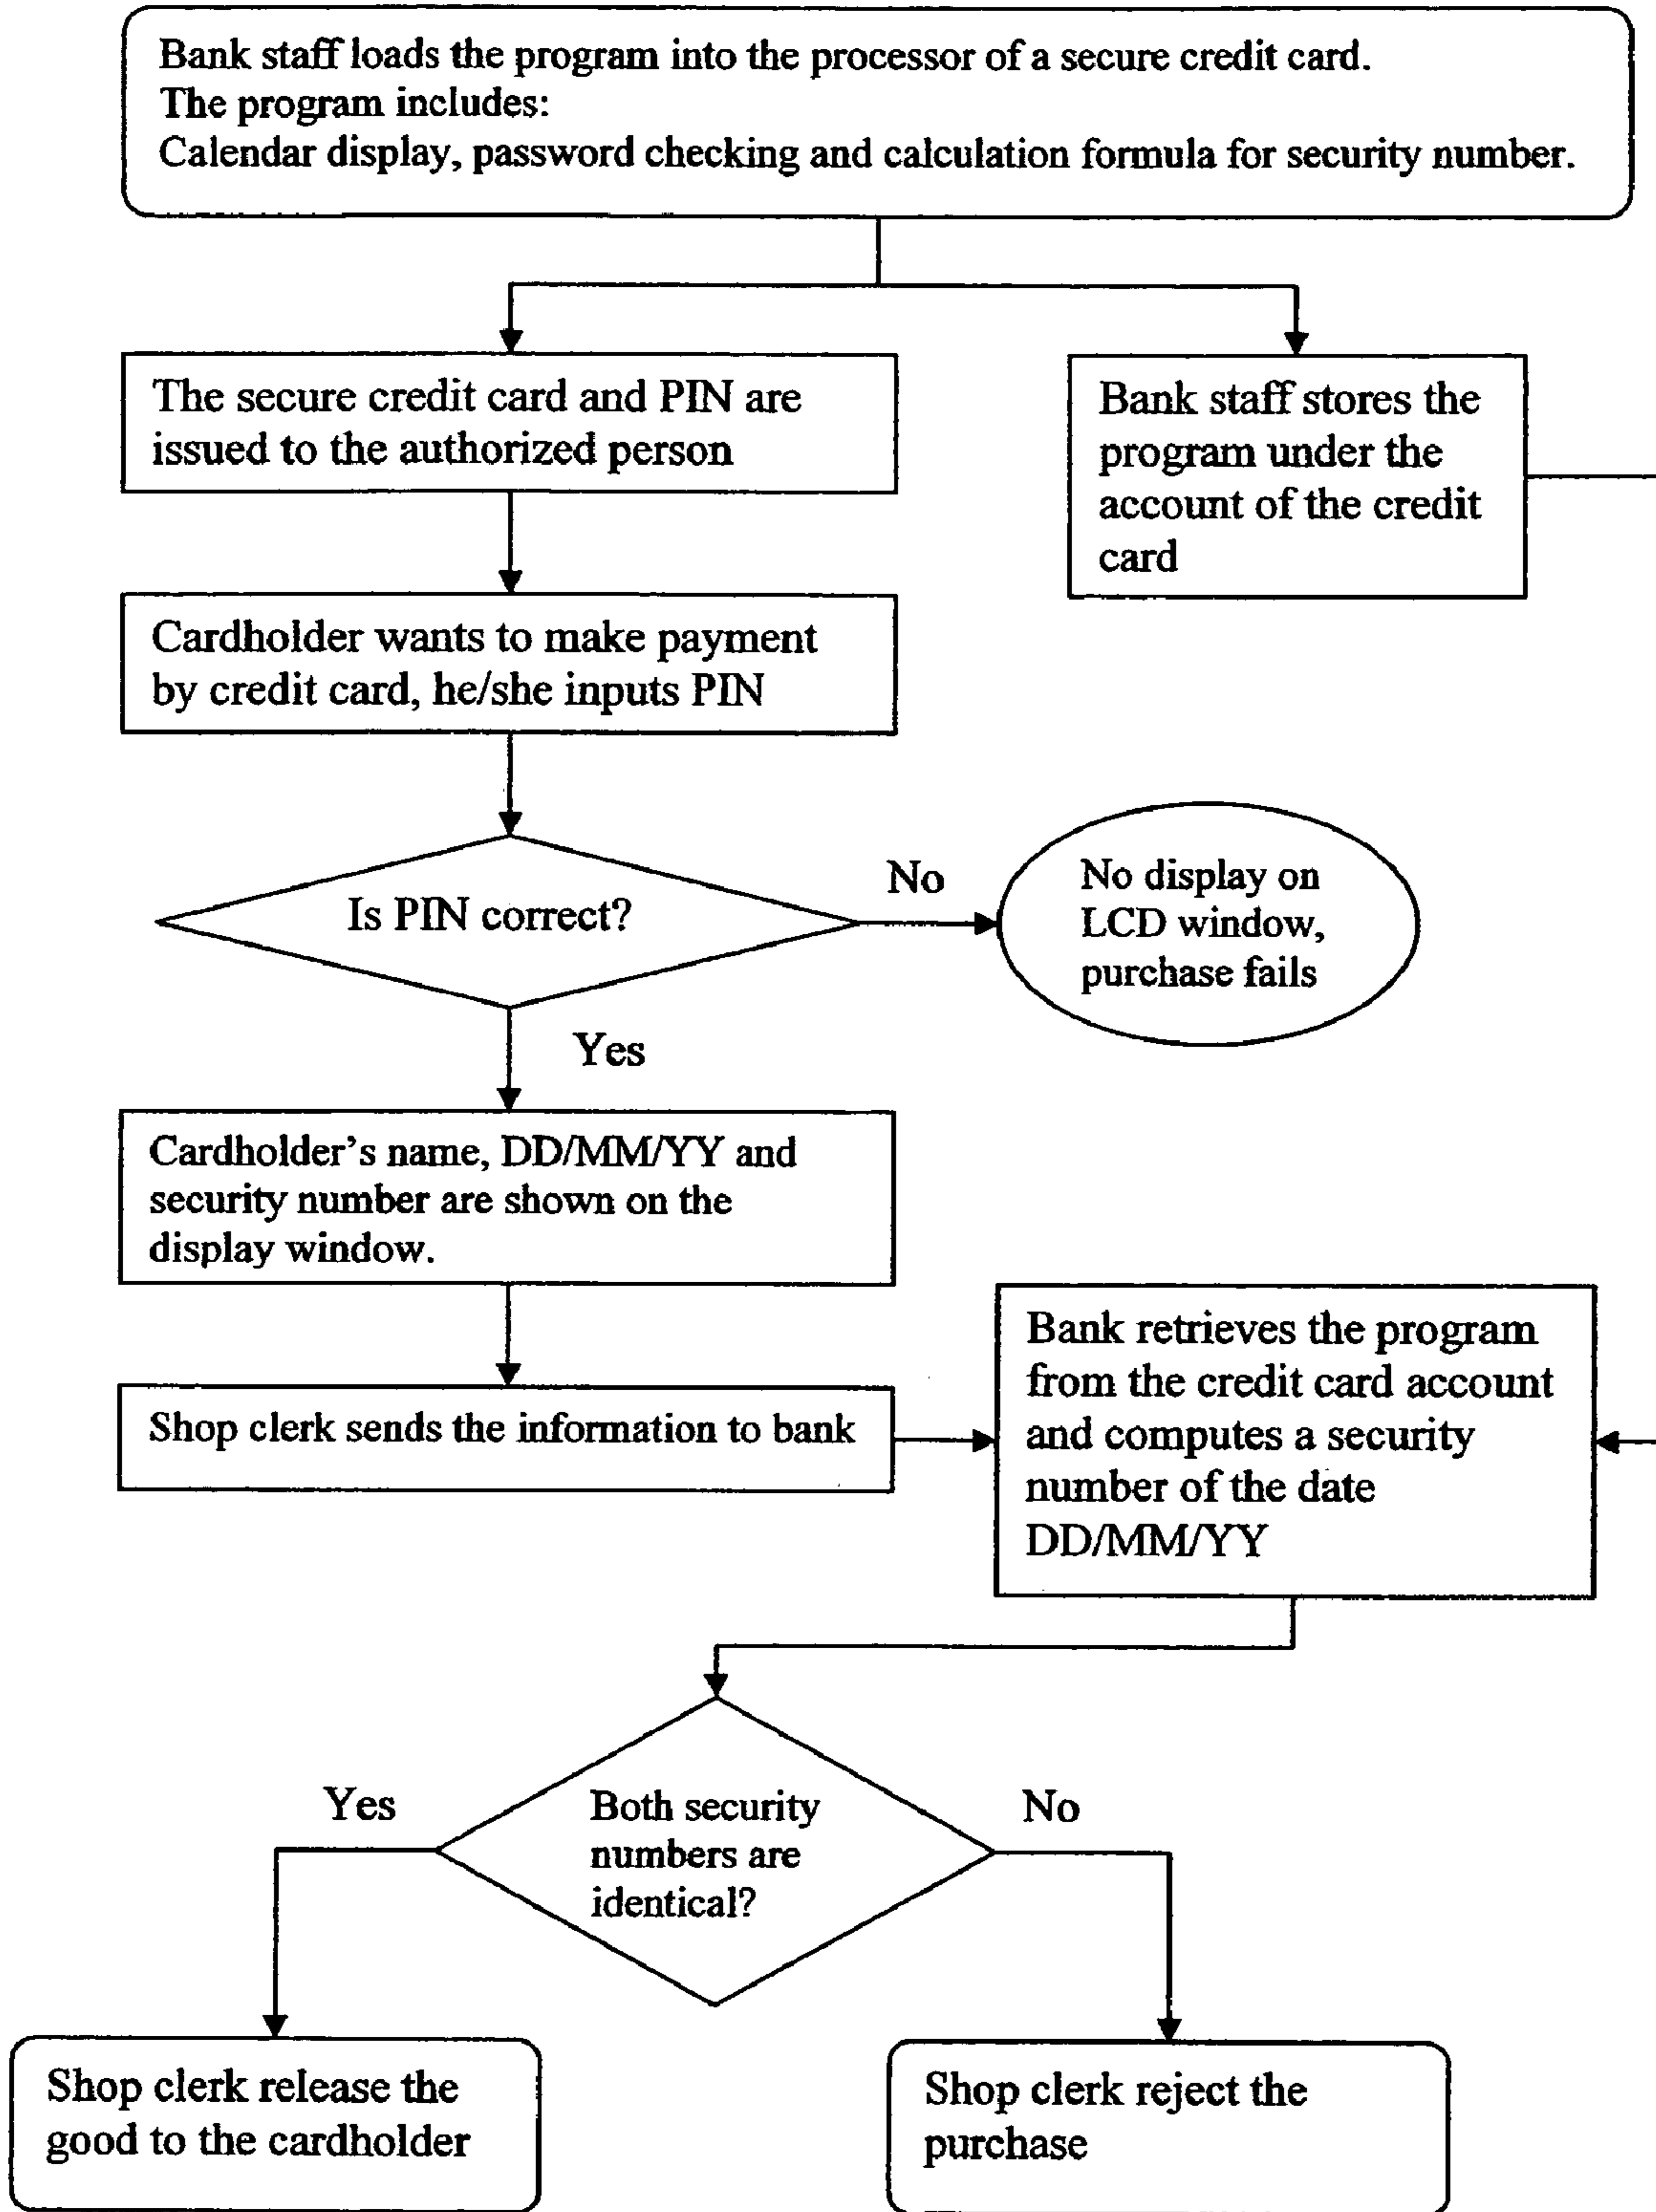 Bank staff loads the program into the processor of a secure credit card.
The program includes:
Calendar display, password checking and calculation formula for security number.
The secure credit card and PIN are
issued to the authorized person
Bank staff stores the
program under the
account of the credit
card
Cardholder wants to make payment
by credit card, he/she inputs PIN
Is PIN correct?
No
No display on
LCD window,
purchase fails
Yes
Cardholder's name, DD/MM/YY and
security number are shown on the
display window.
Shop clerk sends the information to bank
Bank retrieves the program
from the credit card account
and computes a security
number of the date
DD/MM/YY
Both security
numbers are
identical?
Yes
No
Shop clerk release the
good to the cardholder
Shop clerk reject the
purchase